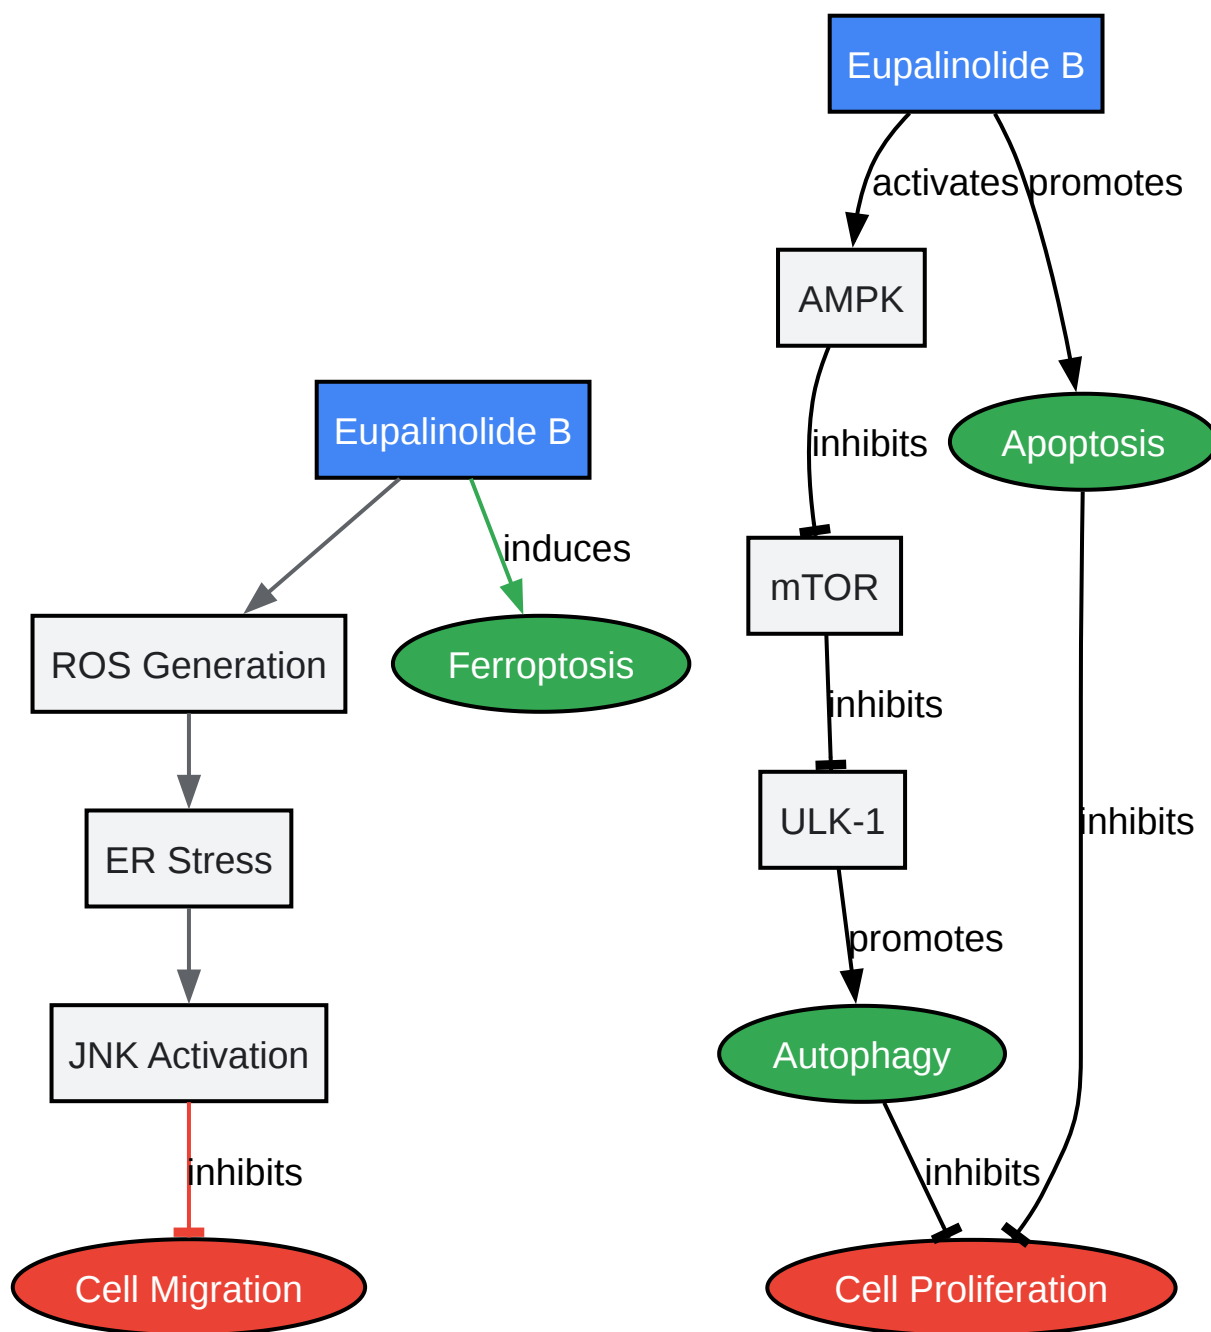 Eupalinolide B
activates
promotes
AMPK
inhibits
Apoptosis
mTOR
inhibits
ULK-1
inhibits
promotes
Autophagy
inhibits
Cell Proliferation
Eupalinolide B
induces
ROS Generation
Ferroptosis
ER Stress
JNK Activation
inhibits
Cell Migration